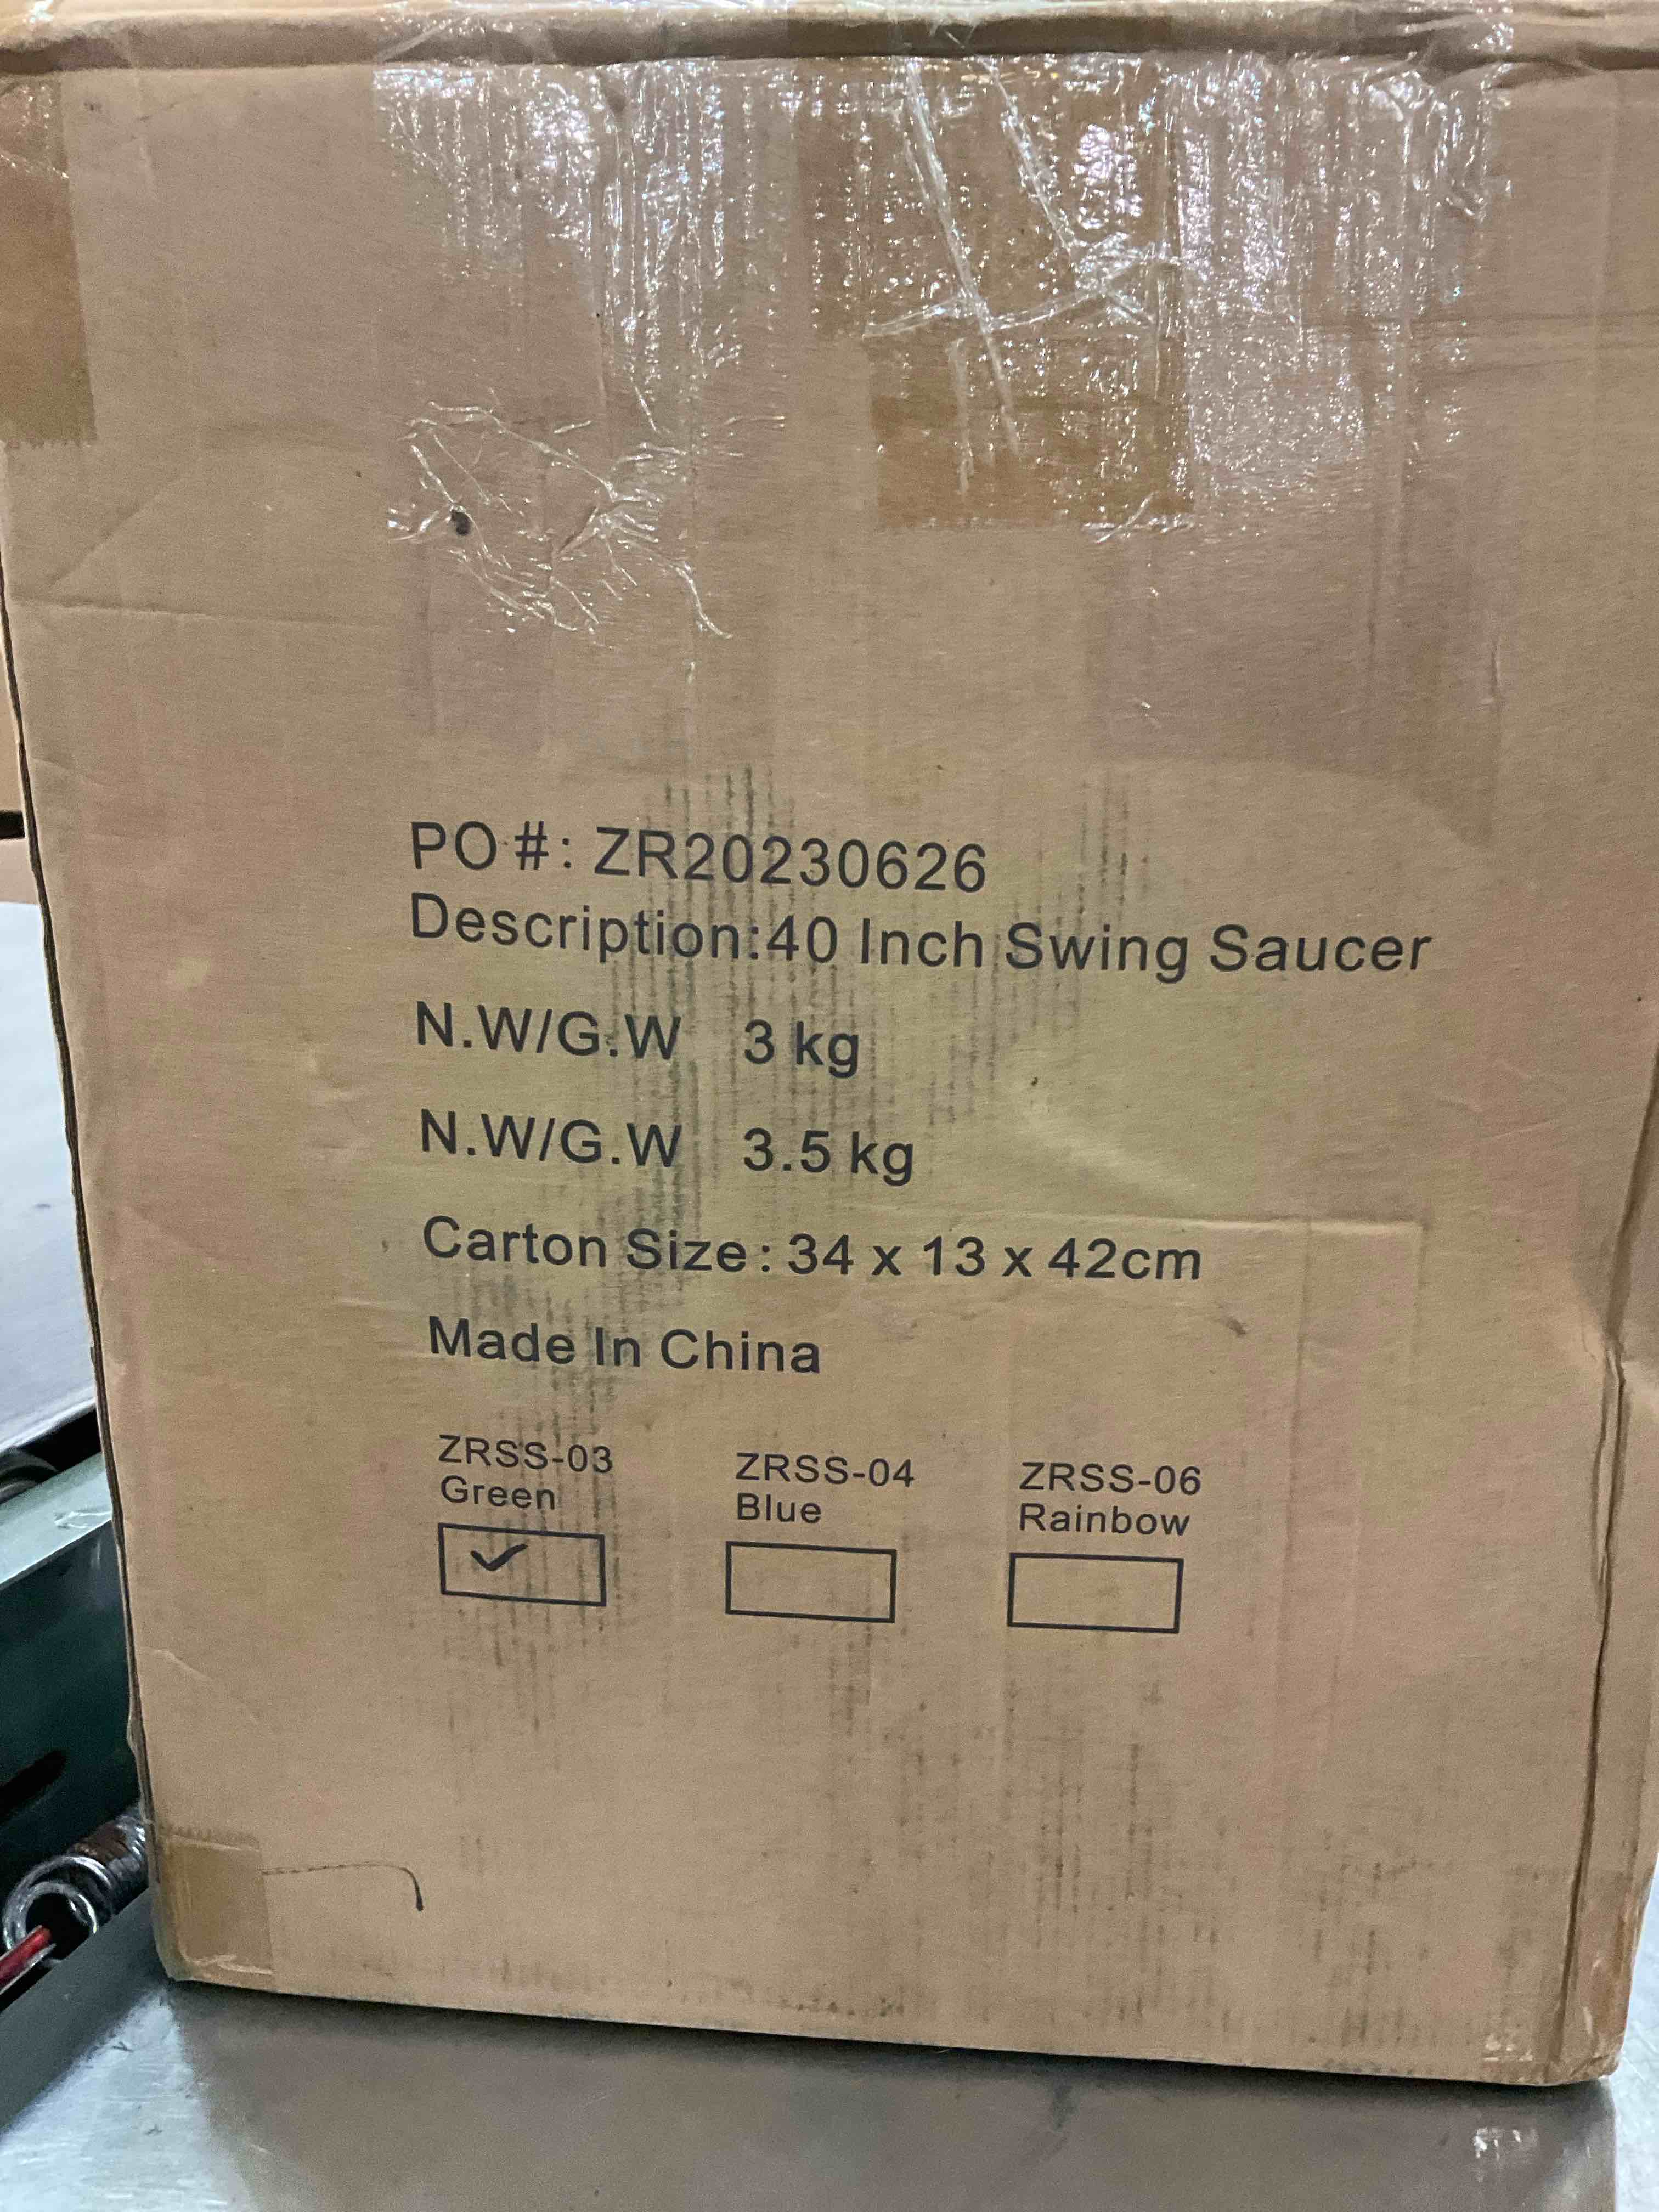 PO #: ZR20230626
Description:40 Inch Swing Saucer
N.W/G.W 3 kg
N.W/G.W 3.5 kg
Carton Size: 34 x 13 x 42cm
Made In China
ZRSS-03 ZRSS-04 ZRSS-06
Green Blue Rainbow